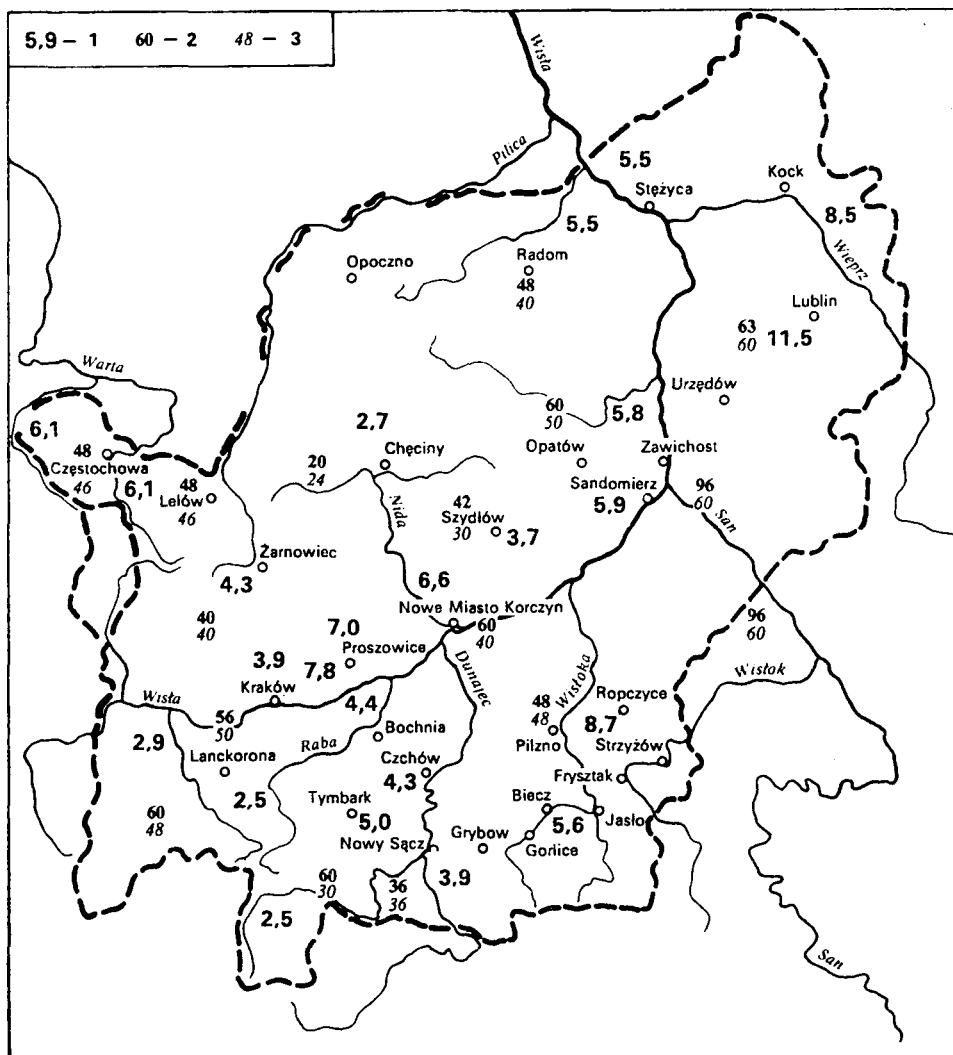 5,9 – 1 60 – 2 48 – 3
Wisła
Pilica
5,5
Stężyca
Kock
8,5
5,5
Wieprz
Opoczno
Radom
48
40
Lublin
63
60
11,5
Warta
Urzędów
60
50
5,8
6,1
2,7
48
Częstochowa
46
6,1
48
Lelów
46
20
24
Chęciny
Opatów
Zawichost
Sandomierz
5,9
96
60
San
Nida
42
Szydłów
30
3,7
Żarnowiec
4,3
6,6
40
40
Nowe Miasto Korczyn
60
40
7,0
Proszowice
7,8
3,9
Kraków
96
60
Wisłok
Dunajec
Wisłoka
Wisła
56
50
4,4
Ropczyce
48
48
8,7
Pilzno
2,9
Lanckorona
Raba
Bochnia
Strzyżów
Czchów
4,3
Frysztak
2,5
Tymbark
5,0
Biecz
Jasło
60
48
5,6
Nowy Sącz
Grybow
Gorlice
60
30
36
36
3,9
2,5
San